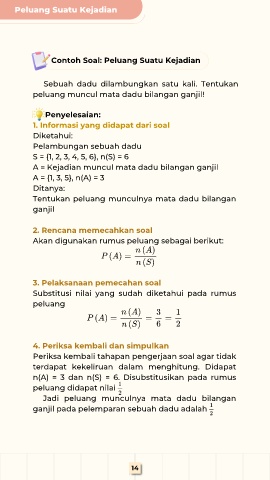 Peluang Suatu Kejadian
Contoh Soal: Peluang Suatu Kejadian
Sebuah dadu dilambungkan satu kali. Tentukan
peluang muncul mata dadu bilangan ganjil!
Penyelesaian:
1. Informasi yang didapat dari soal
Diketahui:
Pelambungan sebuah dadu
S = {1, 2, 3, 4, 5, 6}, n(S) = 6
A = Kejadian muncul mata dadu bilangan ganjil
A = {1, 3, 5}, n(A) = 3
Ditanya:
Tentukan peluang munculnya mata dadu bilangan
ganjil
2. Rencana memecahkan soal
Akan digunakan rumus peluang sebagai berikut:
P (A) = n (A) / n (S)
3. Pelaksanaan pemecahan soal
Substitusi nilai yang sudah diketahui pada rumus
peluang
P (A) = n (A) / n (S) = 3/6 = 1/2
4. Periksa kembali dan simpulkan
Periksa kembali tahapan pengerjaan soal agar tidak
terdapat kekeliruan dalam menghitung. Didapat
n(A) = 3 dan n(S) = 6. Disubstitusikan pada rumus
peluang didapat nilai 1/2
Jadi peluang munculnya mata dadu bilangan
ganjil pada pelemparan sebuah dadu adalah 1/2
14